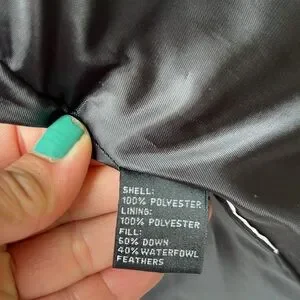 SHELL:
100% POLYESTER
LINING:
100% POLYESTER
FILL:
60% DOWN
40% WATERFOWL
FEATHERS